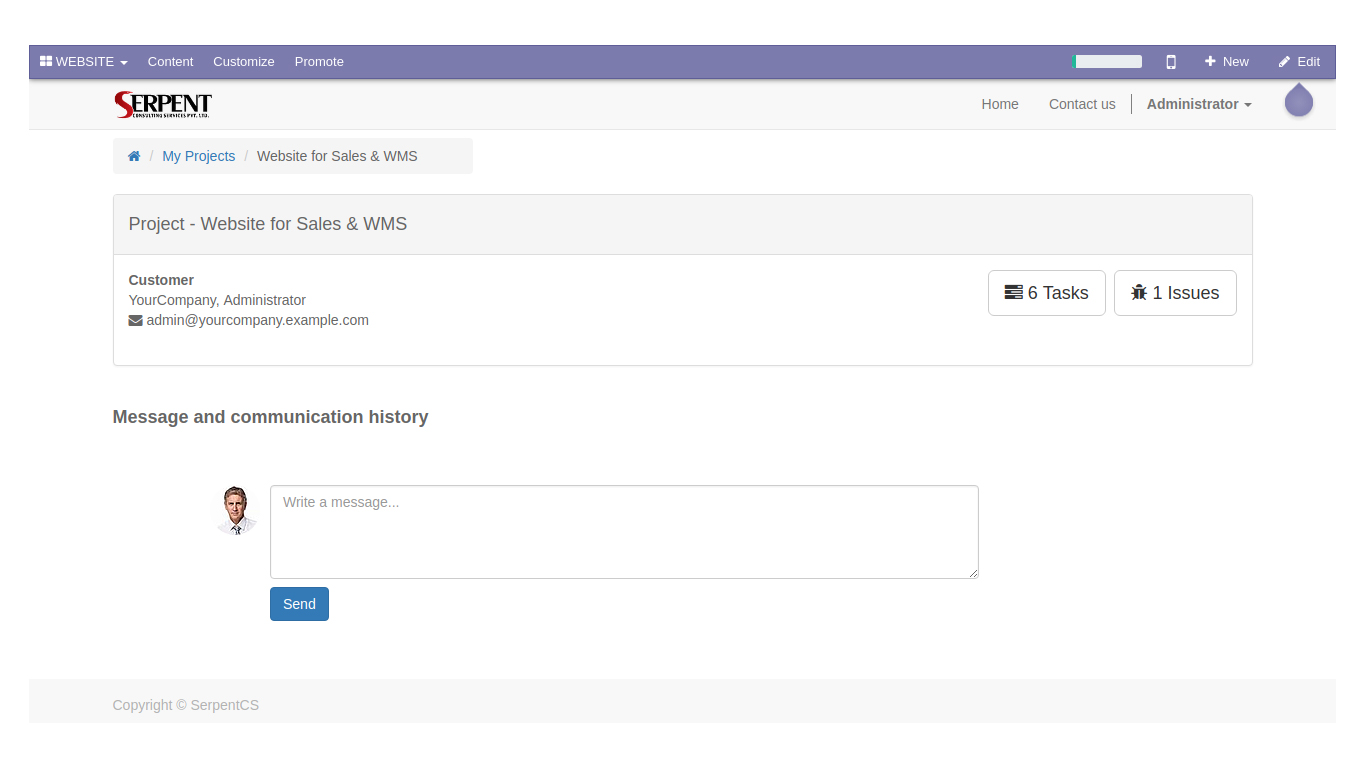 WEBSITE Content Customize Promote New Edit
SERPENT
CONSULTING SERVICES PVT. LTD.
Home Contact us Administrator
/ My Projects / Website for Sales & WMS
Project - Website for Sales & WMS
Customer
YourCompany, Administrator
admin@yourcompany.example.com
6 Tasks 1 Issues
Message and communication history
Write a message...
Send
Copyright © SerpentCS